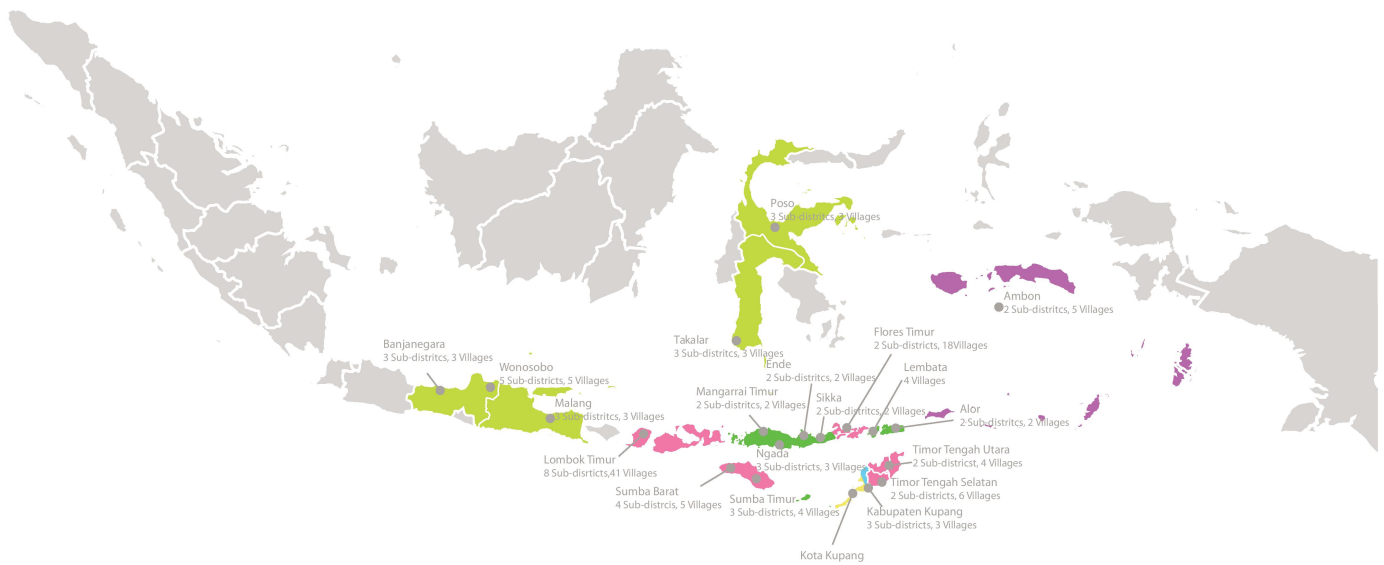 Poso
3 Sub-distritcs, 3 Villages
Ambon
2 Sub-distritcs, 5 Villages
Flores Timur
2 Sub-districts, 18Villages
Takalar
3 Sub-distritcs, 3 Villages
Banjanegara
3 Sub-distritcs, 3 Villages
Wonosobo
5 Sub-districts, 5 Villages
Ende
2 Sub-distritcs, 2 Villages
Lembata
4 Villages
Mangarrai Timur
2 Sub-distritcs, 2 Villages
Sikka
2 Sub-distritcs, 2 Villages
Malang
3 Sub-distritcs, 3 Villages
Alor
2 Sub-distritcs, 2 Villages
Lombok Timur
8 Sub-dsrticts,41 Villages
Ngada
3 Sub-districts, 3 Villages
Timor Tengah Utara
2 Sub-districst, 4 Villages
Timor Tengah Selatan
2 Sub-districts, 6 Villages
Sumba Barat
4 Sub-distrcis, 5 Villages
Sumba Timur
3 Sub-districts, 4 Villages
Kabupaten Kupang
3 Sub-districts, 3 Villages
Kota Kupang